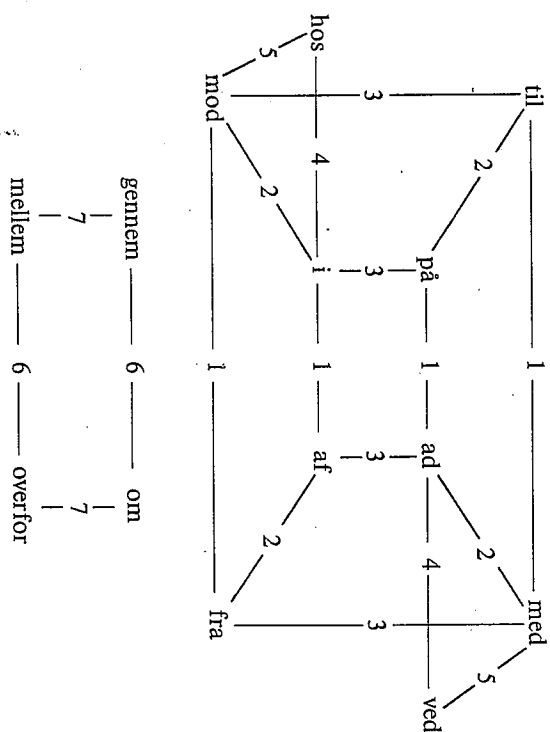 til 1 med
2 2 5
på 1 ad 4 ved
3 3 3 3
hos 4 i 1 af
5 2 2
mod 1 fra
gennem 6 om
7 7
mellem 6 overfor